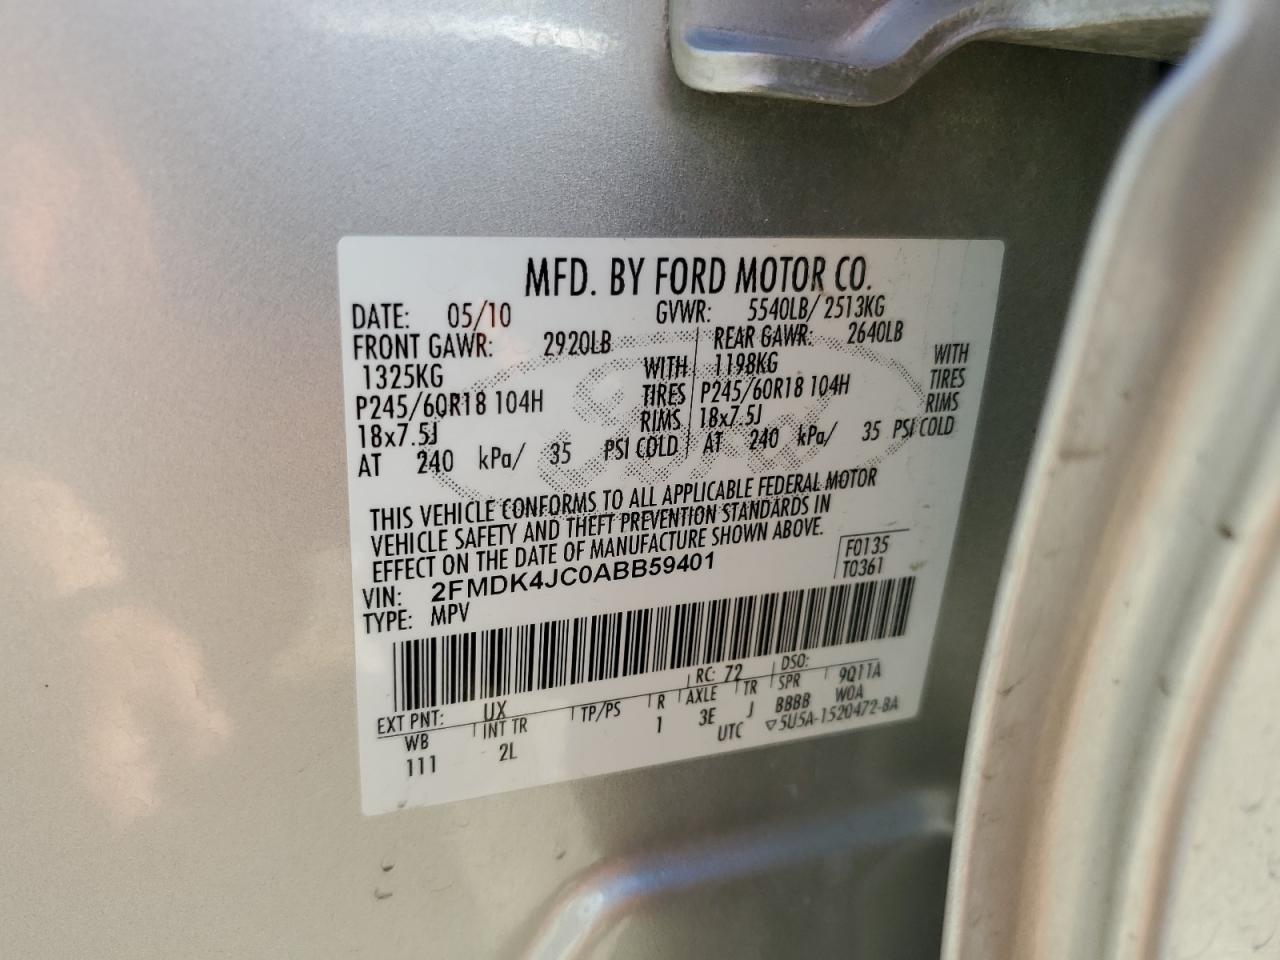 MFD. BY FORD MOTOR CO.
DATE: 05/10 GVWR: 5540LB/ 2513KG
FRONT GAWR: 2920LB REAR GAWR: 2640LB
1325KG WITH 1198KG WITH
P245/60R18 104H TIRES P245/60R18 104H TIRES
18x7.5J RIMS 18x7.5J RIMS
AT 240 kPa/ 35 PSI COLD AT 240 kPa/ 35 PSI COLD
THIS VEHICLE CONFORMS TO ALL APPLICABLE FEDERAL MOTOR
VEHICLE SAFETY AND THEFT PREVENTION STANDARDS IN
EFFECT ON THE DATE OF MANUFACTURE SHOWN ABOVE.
VIN: 2FMDK4JC0ABB59401 F0135
TYPE: MPV T0361
EXT PNT: UX RC: 72 DSO:
WB INT TR TP/PS R AXLE TR SPR 9Q11A
111 2L 1 3E J BBBB WOA
UTC ▽5U5A-1520472-BA
Ford